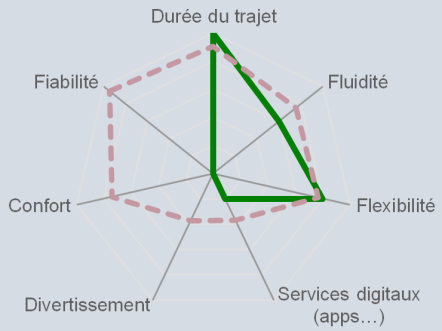 Durée du trajet
Fiabilité
Fluidité
Confort
Flexibilité
Divertissement
Services digitaux
(apps…)